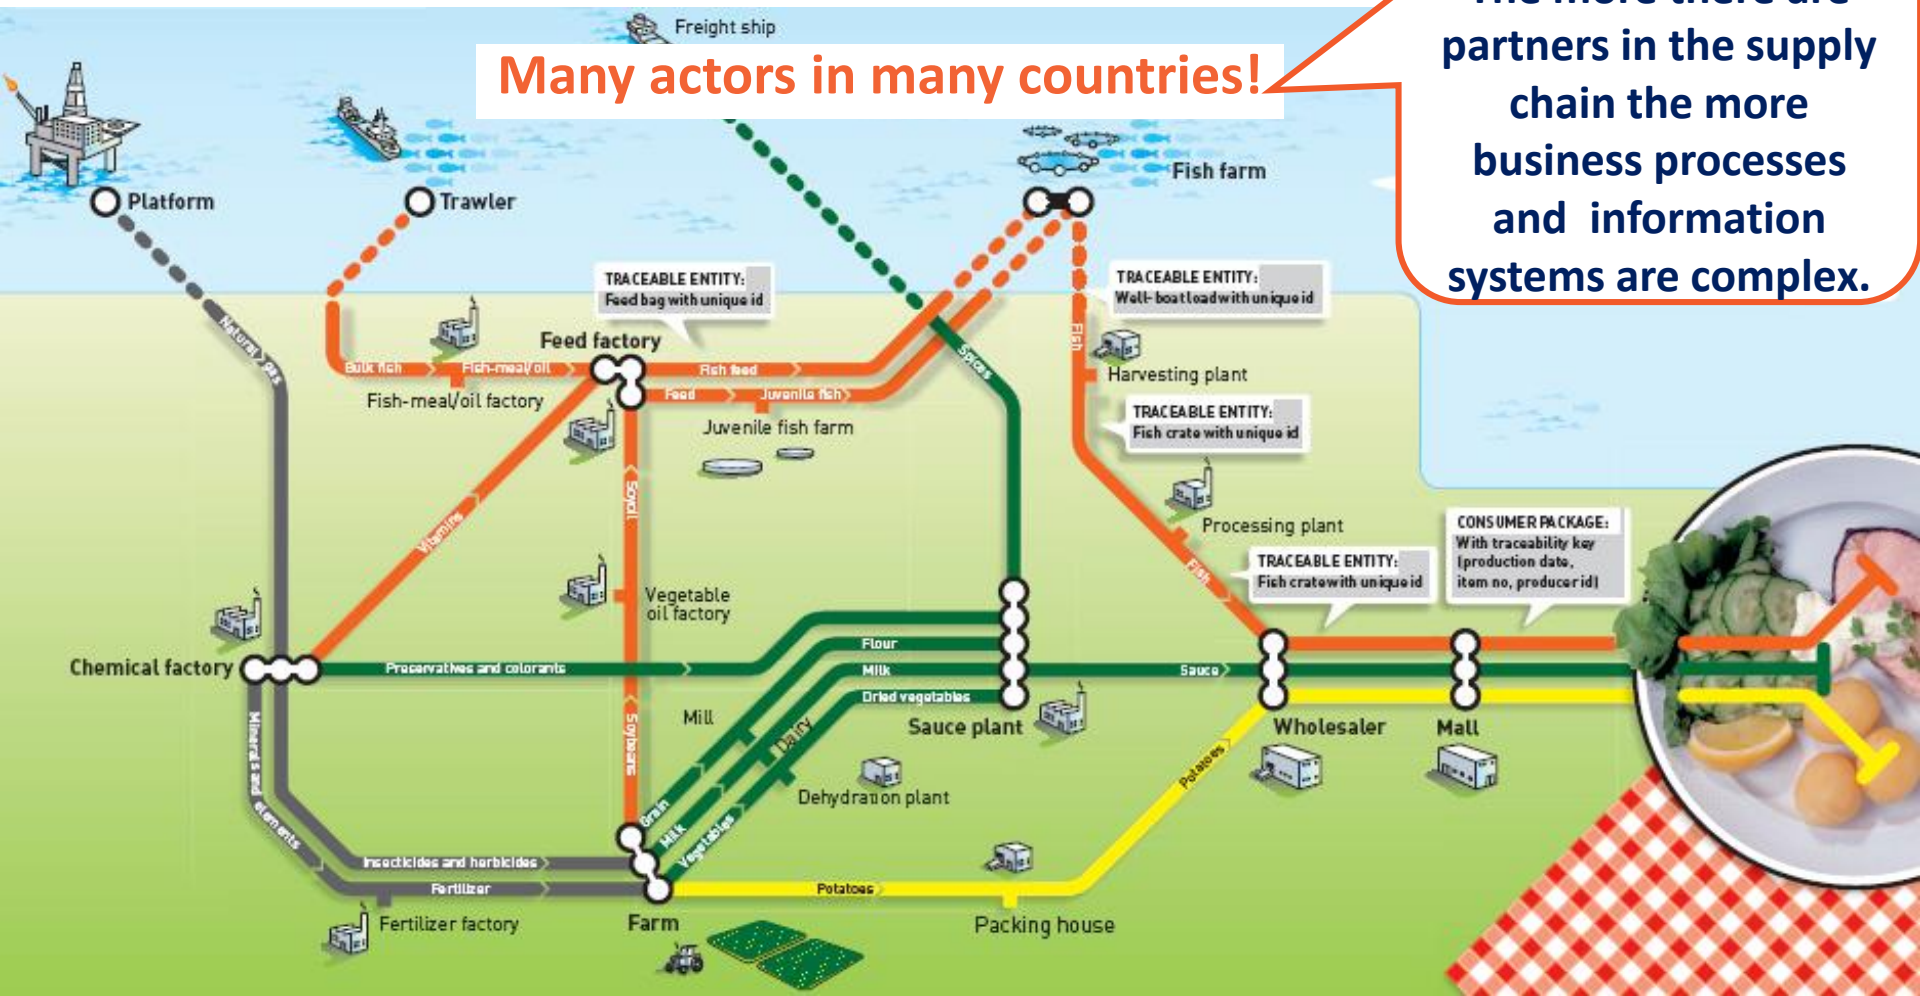 Freight ship
Many actors in many countries!
The more there are
partners in the supply
chain the more
business processes
and information
systems are complex.
Platform
Trawler
Fish farm
TRACEABLE ENTITY:
Feed bag with unique id
TRACEABLE ENTITY:
Well-boat load with unique id
Natural gas
Feed factory
Bulk fish
Fish-meal/oil
Fish feed
Spices
Fish
Harvesting plant
Fish-meal/oil factory
Feed
Juvenile fish
Juvenile fish farm
TRACEABLE ENTITY:
Fish crate with unique id
Soyoil
Vitamins
Processing plant
Fish
TRACEABLE ENTITY:
Fish crate with unique id
CONSUMER PACKAGE:
With traceability key
(production date,
item no, producer id)
Vegetable
oil factory
Chemical factory
Preservatives and colorants
Flour
Milk
Dried vegetables
Sauce
Sauce plant
Wholesaler
Mall
Minerals and elements
Soybeans
Mill
Dairy
Dehydration plant
Potatoes
Grain
Milk
Vegetables
Insecticides and herbicides
Fertilizer
Potatoes
Fertilizer factory
Farm
Packing house